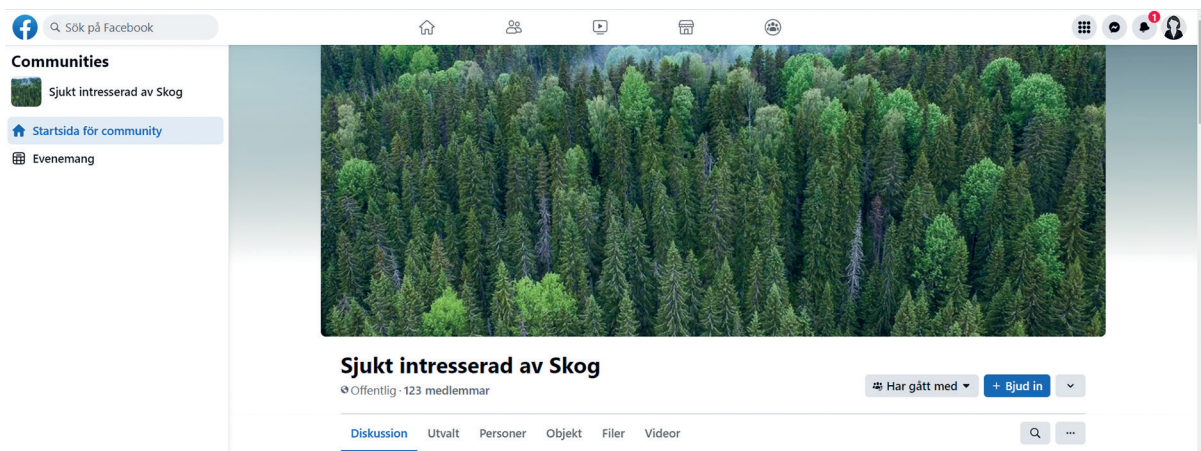 Sök på Facebook
1
Communities
Sjukt intresserad av Skog
Startsida för community
Evenemang
Sjukt intresserad av Skog
Offentlig · 123 medlemmar
Har gått med
+ Bjud in
Diskussion Utvalt Personer Objekt Filer Videor